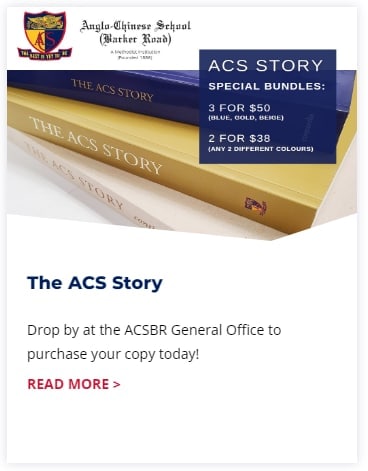 THE BEST IS YET TO BE
Anglo-Chinese School
(Barker Road)
A Methodist Institution
(Founded 1886)
ACS STORY
SPECIAL BUNDLES:
3 FOR $50
(BLUE, GOLD, BEIGE)
2 FOR $38
(ANY 2 DIFFERENT COLOURS)
THE ACS STORY
THE ACS STORY
THE ACS STORY
The ACS Story
Drop by at the ACSBR General Office to
purchase your copy today!
READ MORE >